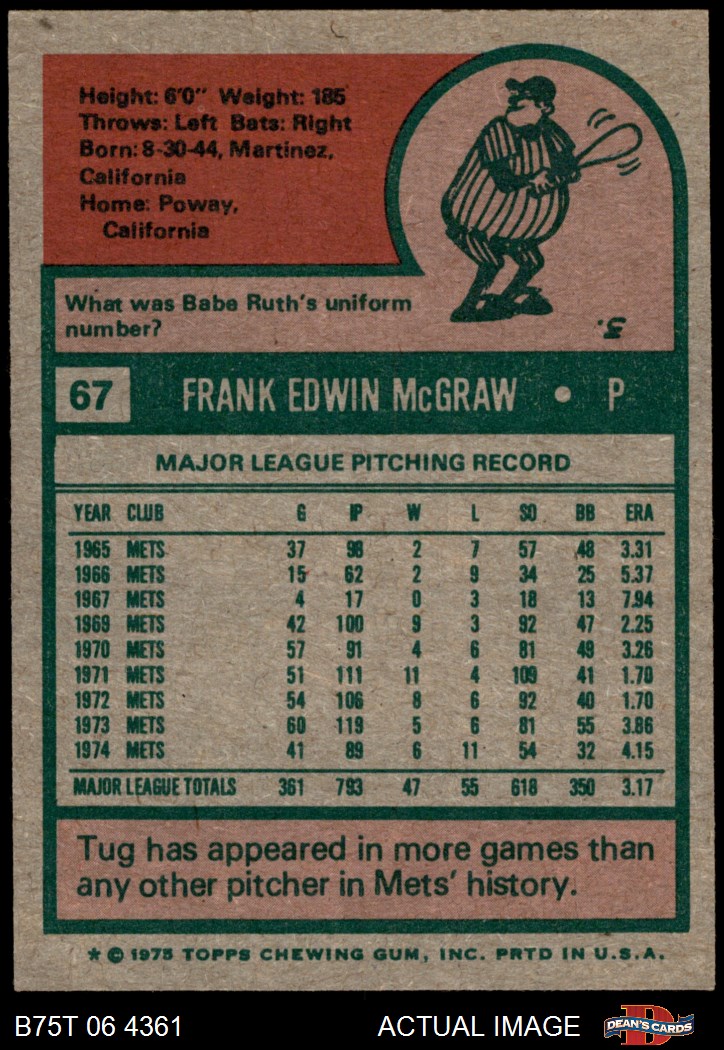 Height: 6'0" Weight: 185
Throws: Left Bats: Right
Born: 8-30-44, Martinez,
California
Home: Poway,
California
What was Babe Ruth's uniform
number?
3.
67 FRANK EDWIN McGRAW • P
MAJOR LEAGUE PITCHING RECORD
YEAR CLUB G IP W L SO BB ERA
1965 METS 37 98 2 7 57 48 3.31
1966 METS 15 62 2 9 34 25 5.37
1967 METS 4 17 0 3 18 13 7.94
1969 METS 42 100 9 3 92 47 2.25
1970 METS 57 91 4 6 81 49 3.26
1971 METS 51 111 11 4 109 41 1.70
1972 METS 54 106 8 6 92 40 1.70
1973 METS 60 119 5 6 81 55 3.86
1974 METS 41 89 6 11 54 32 4.15
MAJOR LEAGUE TOTALS 361 793 47 55 618 350 3.17
Tug has appeared in more games than
any other pitcher in Mets' history.
* © 1975 TOPPS CHEWING GUM, INC. PRTD IN U.S.A.
B75T 06 4361 ACTUAL IMAGE D DEAN'S CARDS